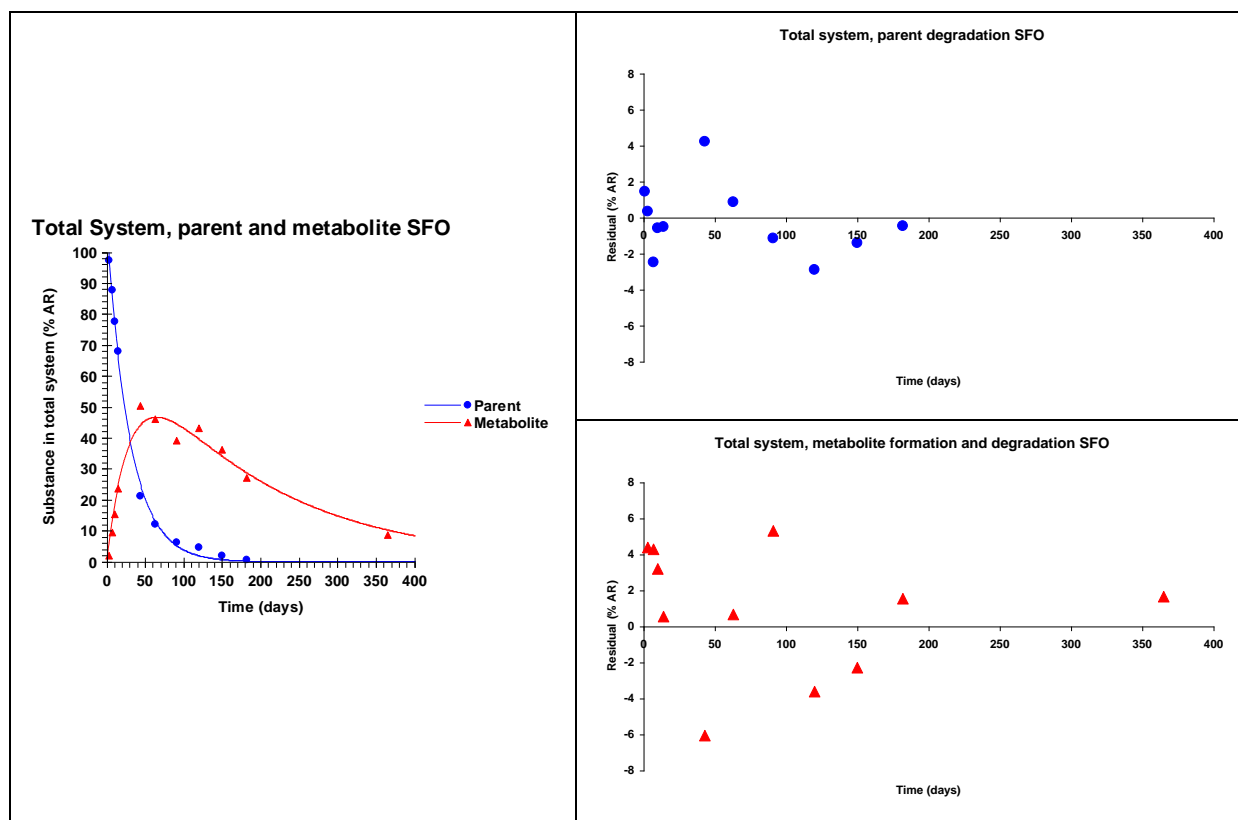 Total System, parent and metabolite SFO
Substance in total system (% AR)
100
90
80
70
60
50
40
30
20
10
0
0 50 100 150 200 250 300 350 400
Time (days)
Parent
Metabolite
Total system, parent degradation SFO
Residual (% AR)
8
6
4
2
0
-2
-4
-6
-8
0 50 100 150 200 250 300 350 400
Time (days)
Total system, metabolite formation and degradation SFO
Residual (% AR)
8
6
4
2
0
-2
-4
-6
-8
0 50 100 150 200 250 300 350 400
Time (days)